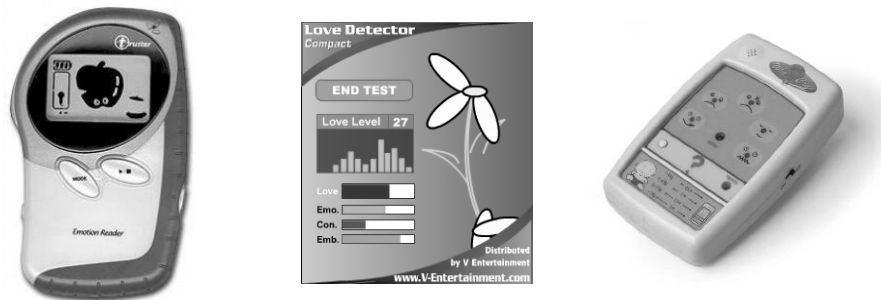 truster
MODE
Emotion Reader
Love Detector
Compact
END TEST
Love Level 27
Love
Emo.
Con.
Emb.
Distributed
by V Entertainment
www.V-Entertainment.com
?